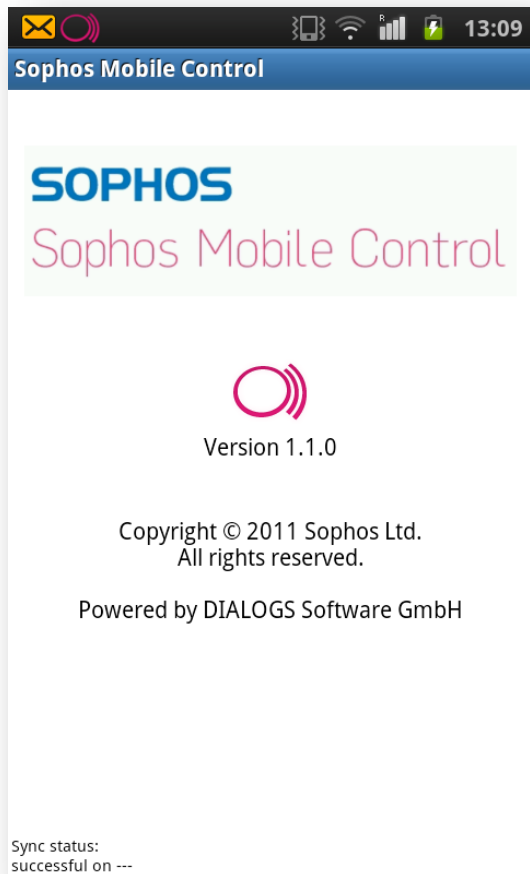 R
13:09
Sophos Mobile Control
SOPHOS
Sophos Mobile Control
Version 1.1.0
Copyright © 2011 Sophos Ltd.
All rights reserved.
Powered by DIALOGS Software GmbH
Sync status:
successful on ---